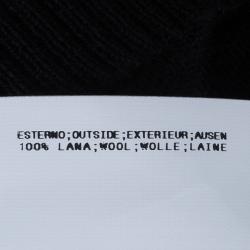 ESTERNO;OUTSIDE;EXTERIEUR;AUSEN
100% LANA;WOOL;WOLLE;LAINE